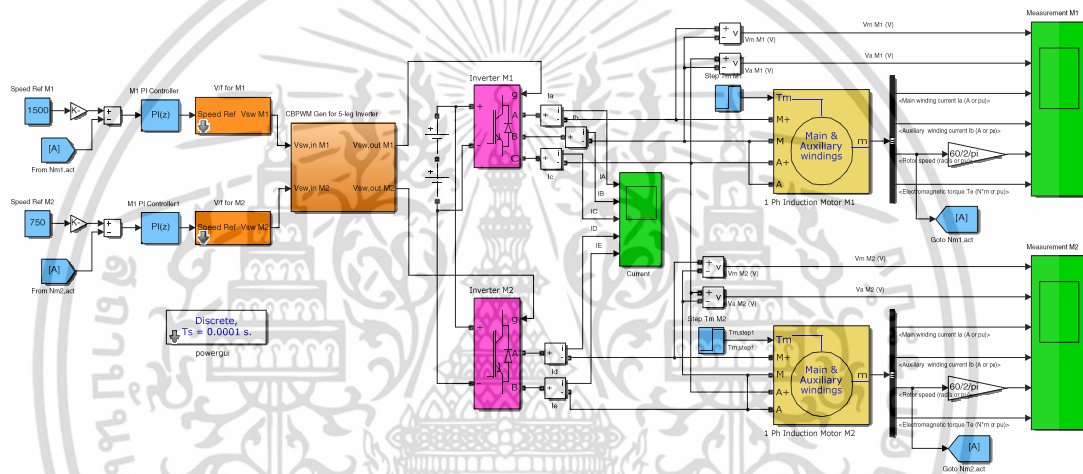 Measurement M1
Vm M1 (V)
Vm M1 (V)
Va M1 (V)
Va M1 (V)
Speed Ref M1
1500
K-
M1 PI Controller
PI(z)
V/f for M1
Speed Ref Vsw M1
[A]
From Nm1,act
CBPWM Gen for 5-leg Inverter
Vsw,in M1
Vsw,out M1
Vsw,in M2
Vsw,out M2
Inverter M1
g
A
B
C
+
-
Ia
Ib
Ic
IA
IB
IC
ID
IE
Current
Step Tm M1
Tm
M+
M
A+
A
m
Main &
Auxiliary
windings
1 Ph Induction Motor M1
<Main winding current Ia (A or pu)>
<Auxiliary winding current Ib (A or pu)>
<Rotor speed (rad/s or pu)>
60/2/pi
<Electromagnetic torque Te (N*m or pu)>
[A]
Goto Nm1,act
Speed Ref M2
750
K-
M1 PI Controller1
PI(z)
V/f for M2
Speed Ref Vsw M2
[A]
From Nm2,act
Discrete,
Ts = 0.0001 s.
powergui
Inverter M2
g
+
-
A
B
Id
Ie
Measurement M2
Vm M2 (V)
Vm M2 (V)
Va M2 (V)
Va M2 (V)
Step Tm M2
Tm,step1
Tm,step1
Tm
M+
M
A+
A
m
Main &
Auxiliary
windings
1 Ph Induction Motor M2
<Main winding current Ia (A or pu)>
<Auxiliary winding current Ib (A or pu)>
<Rotor speed (rad/s or pu)>
60/2/pi
<Electromagnetic torque Te (N*m or pu)>
[A]
Goto Nm2,act